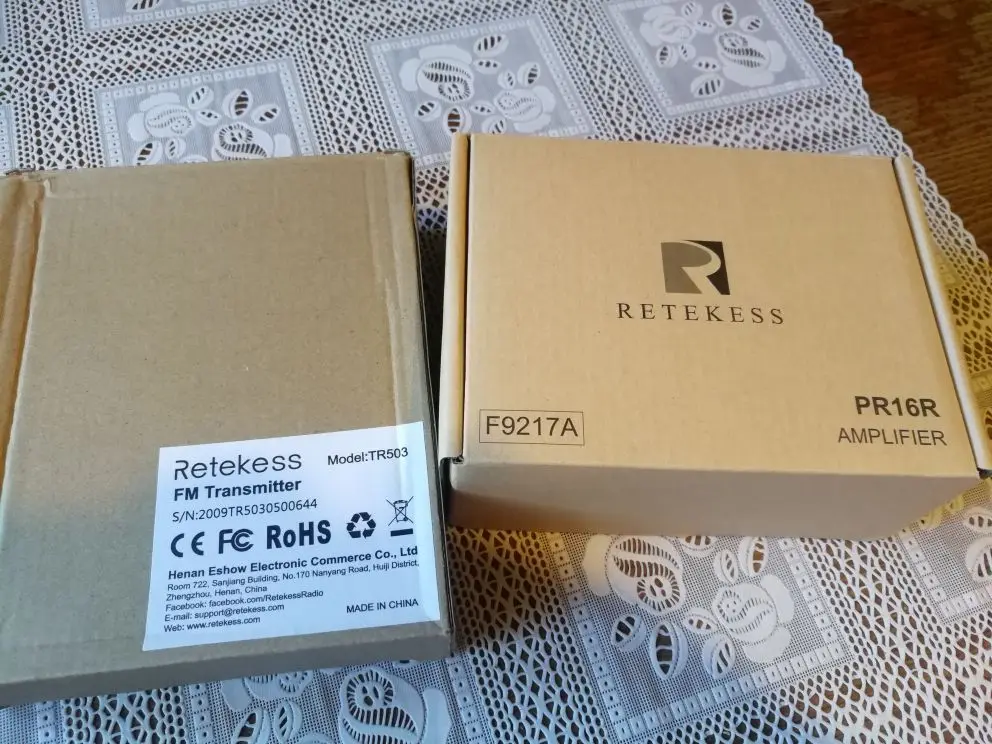 Retekess Model:TR503
FM Transmitter
S/N:2009TR5030500644
CE FC RoHS
Henan Eshow Electronic Commerce Co., Ltd
Room 722, Sanjiang Building, No.170 Nanyang Road, Huiji District,
Zhengzhou, Henan, China
Facebook: facebook.com/RetekessRadio
E-mail: support@retekess.com
Web: www.retekess.com
MADE IN CHINA
R
RETEKESS
F9217A
PR16R
AMPLIFIER